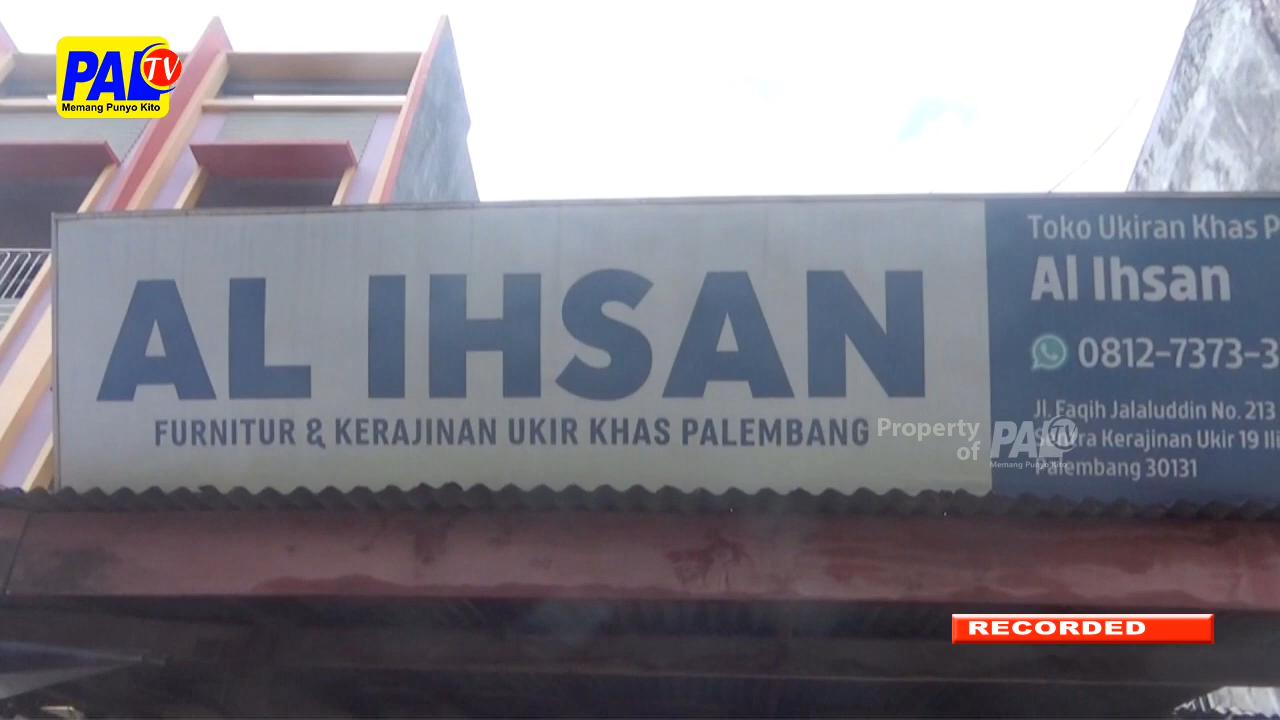 PAL TV
Memang Punyo Kito
AL IHSAN
FURNITUR & KERAJINAN UKIR KHAS PALEMBANG
Toko Ukiran Khas P
Al Ihsan
0812-7373-3
Jl. Faqih Jalaluddin No. 213
Sentra Kerajinan Ukir 19 Ili
Palembang 30131
Property of PAL TV
Memang Punyo Kito
RECORDED